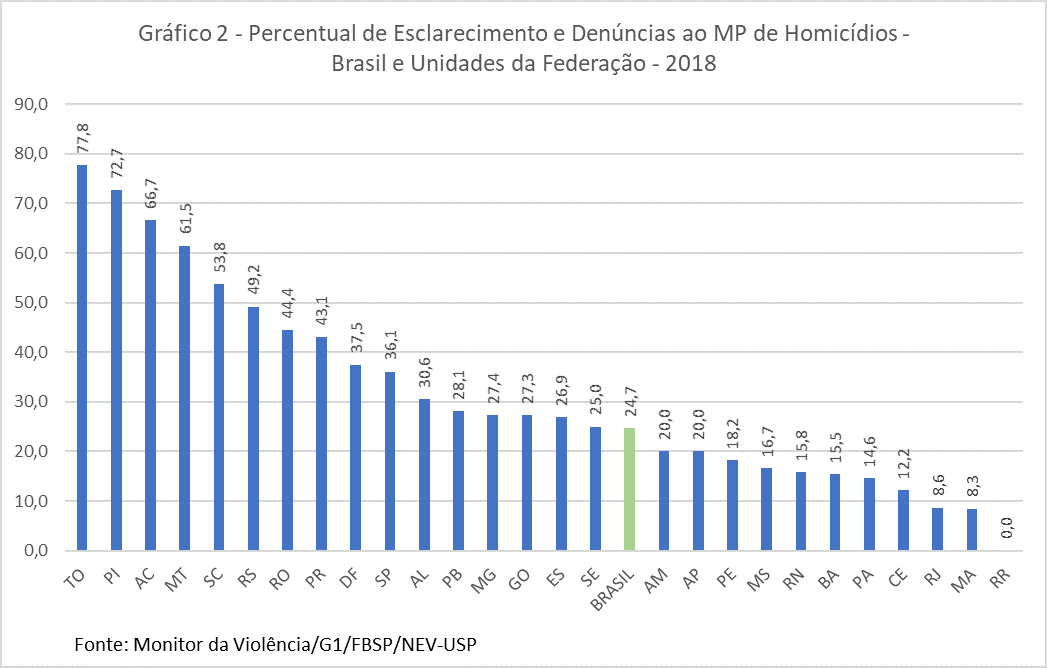 Gráfico 2 - Percentual de Esclarecimento e Denúncias ao MP de Homicídios -
Brasil e Unidades da Federação - 2018
90,0
80,0
70,0
60,0
50,0
40,0
30,0
20,0
10,0
0,0
77,8
72,7
66,7
61,5
53,8
49,2
44,4
43,1
37,5
36,1
30,6
28,1
27,4
27,3
26,9
25,0
24,7
20,0
20,0
18,2
16,7
15,8
15,5
14,6
12,2
8,6
8,3
0,0
TO
PI
AC
MT
SC
RS
RO
PR
DF
SP
AL
PB
MG
GO
ES
SE
BRASIL
AM
AP
PE
MS
RN
BA
PA
CE
RJ
MA
RR
Fonte: Monitor da Violência/G1/FBSP/NEV-USP